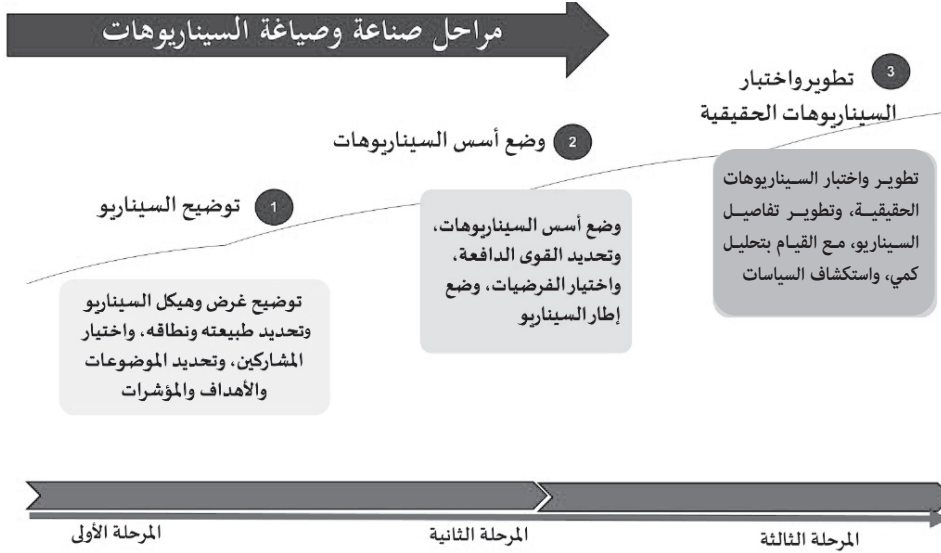 مراحل صناعة وصياغة السيناريوهات
1
توضيح السيناريو
توضيح غرض وهيكل السيناريو
وتحديد طبيعته ونطاقه، واختيار
المشاركين، وتحديد الموضوعات
والأهداف والمؤشرات
2
وضع أسس السيناريوهات
وضع أسس السيناريوهات،
وتحديد القوى الدافعة،
واختيار الفرضيات، وضع
إطار السيناريو
3
تطوير واختبار
السيناريوهات الحقيقية
تطوير واختبار السيناريوهات
الحقيقية، وتطوير تفاصيل
السيناريو، مع القيام بتحليل
كمي، واستكشاف السياسات
المرحلة الأولى
المرحلة الثانية
المرحلة الثالثة